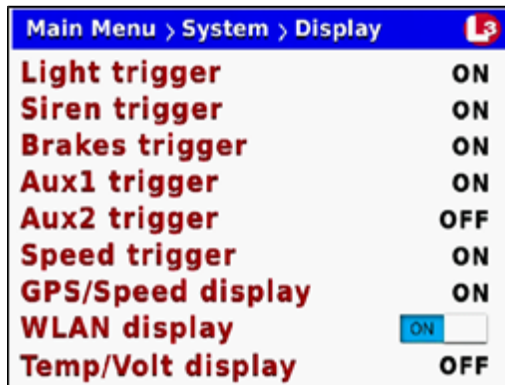 Main Menu > System > Display L3
Light trigger ON
Siren trigger ON
Brakes trigger ON
Aux1 trigger ON
Aux2 trigger OFF
Speed trigger ON
GPS/Speed display ON
WLAN display ON
Temp/Volt display OFF